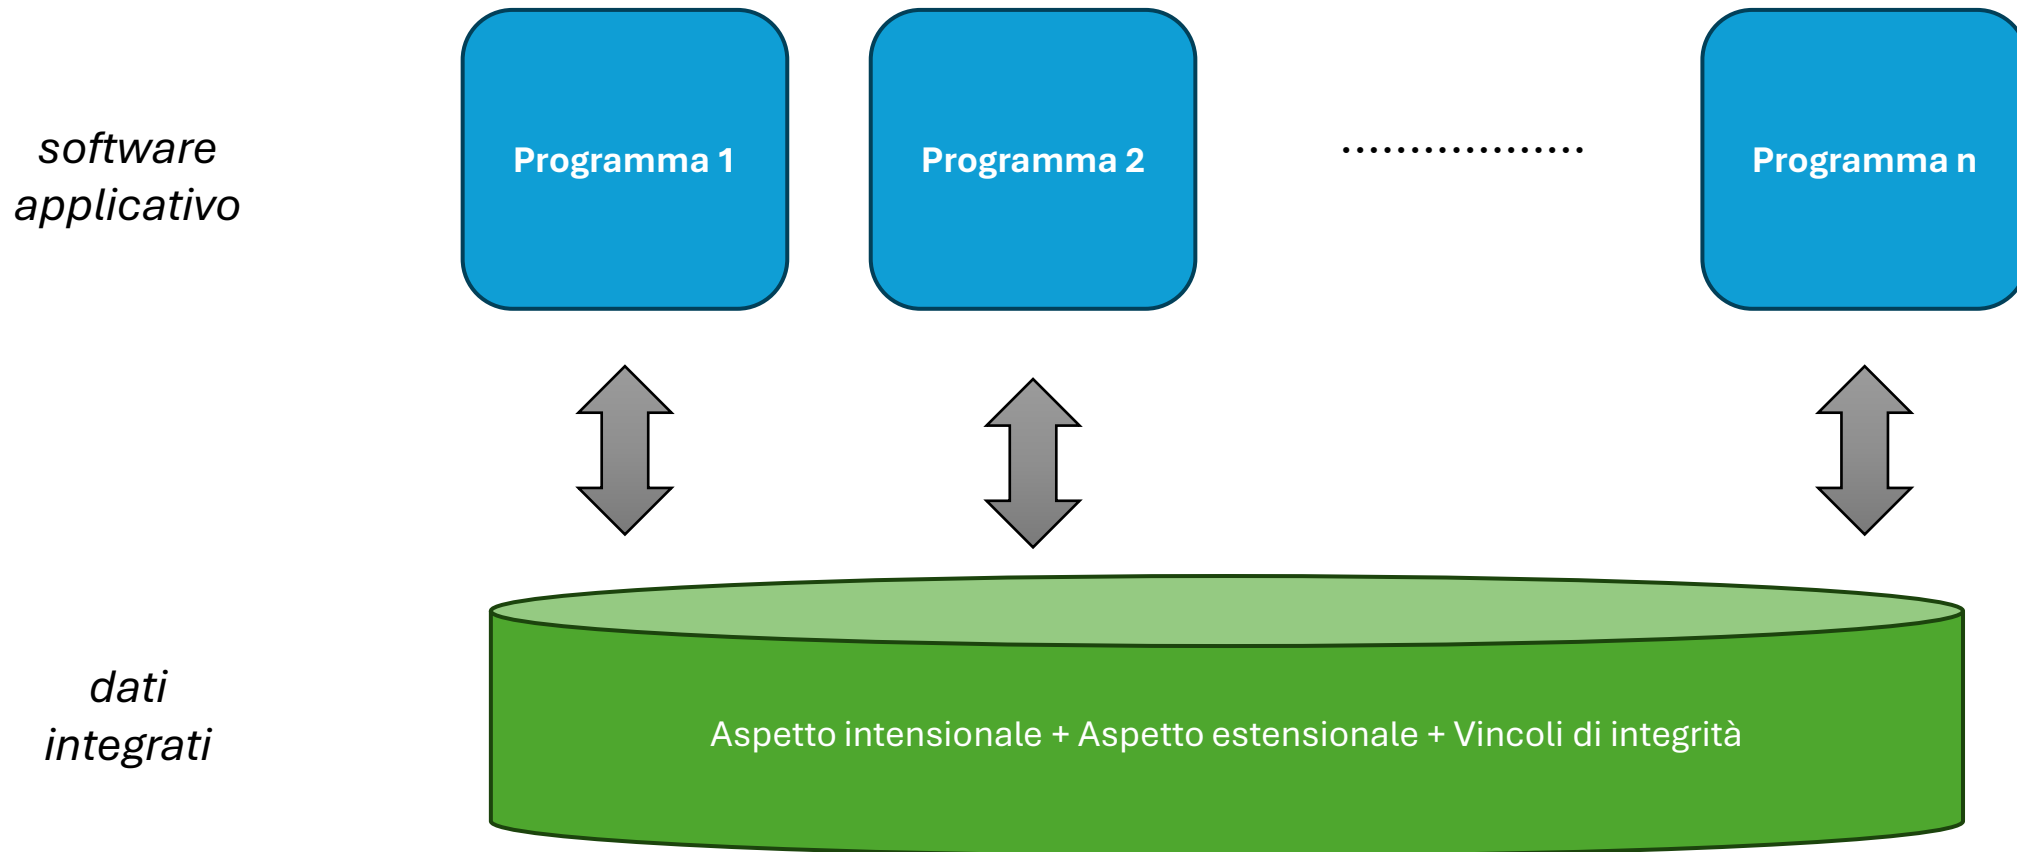 software
applicativo
Programma 1
Programma 2
.................
Programma n
dati
integrati
Aspetto intensionale + Aspetto estensionale + Vincoli di integrità